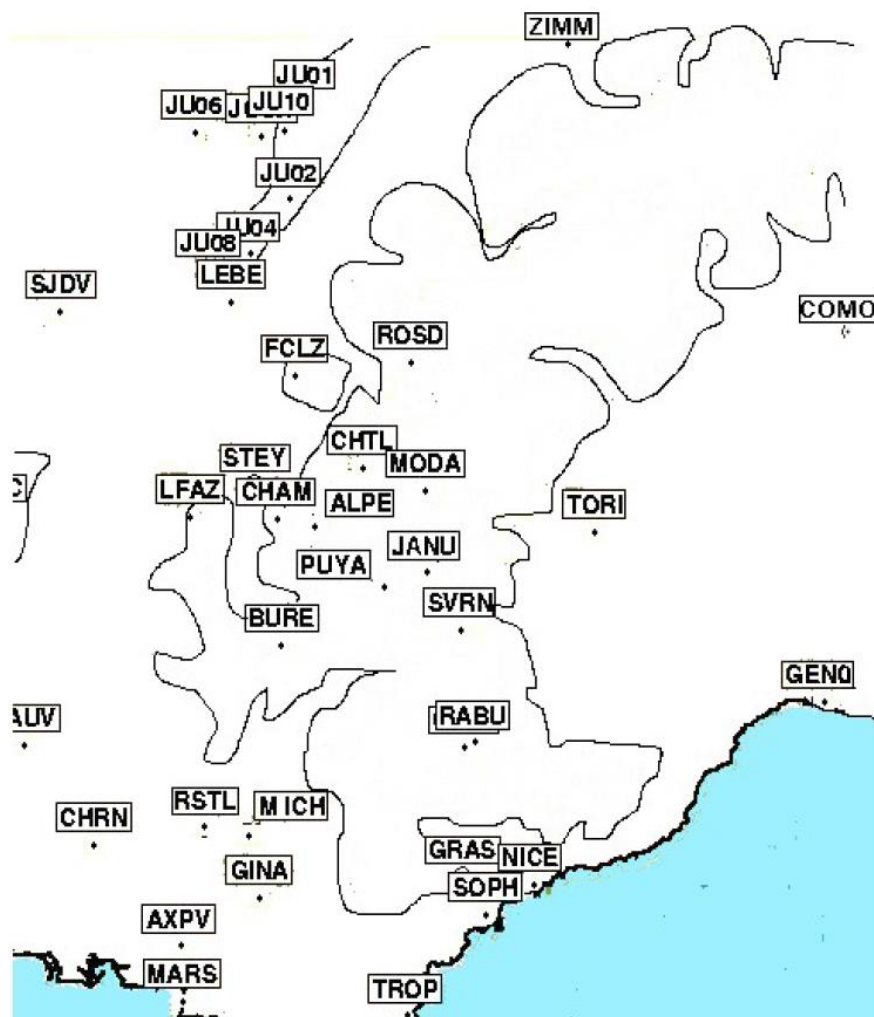 ZIMM
JU01
JU10
JU06
JU02
JU04
JU08
LEBE
SJDV
COMO
ROSD
FCLZ
CHTL
STEY
MODA
LFAZ
CHAM
ALPE
TORI
JANU
PUYA
SVRN
BURE
GENO
RABU
AUV
RSTL
MICH
CHRN
GRAS
NICE
GINA
SOPH
AXPV
MARS
TROP